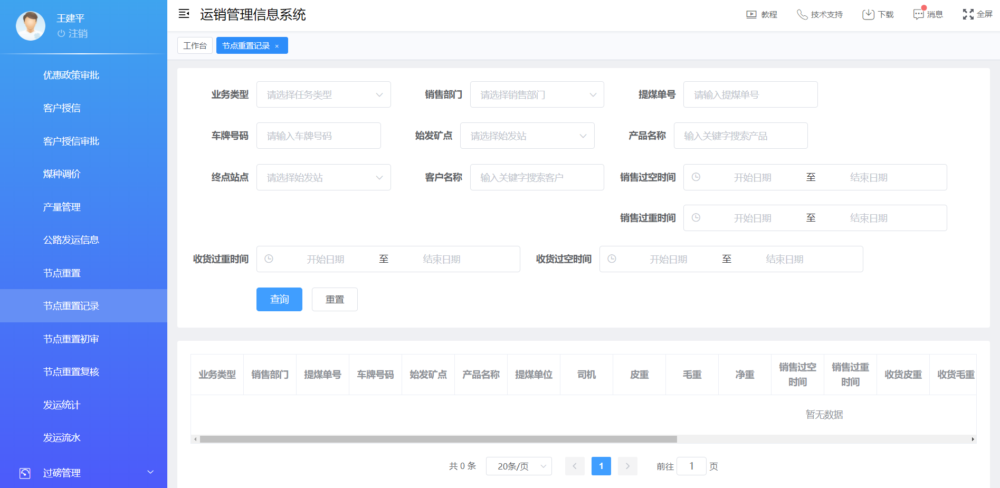 王建平
注销
优惠政策审批
客户授信
客户授信审批
煤种调价
产量管理
公路发运信息
节点重置
节点重置记录
节点重置初审
节点重置复核
发运统计
发运流水
过磅管理
运销管理信息系统
教程 技术支持 下载 消息 全屏
工作台 节点重置记录 ×
业务类型 请选择任务类型 销售部门 请选择销售部门 提煤单号 请输入提煤单号
车牌号码 请输入车牌号码 始发矿点 请选择始发站 产品名称 输入关键字搜索产品
终点站点 请选择始发站 客户名称 输入关键字搜索客户 销售过空时间 开始日期 至 结束日期
销售过重时间 开始日期 至 结束日期
收货过重时间 开始日期 至 结束日期 收货过空时间 开始日期 至 结束日期
查询 重置
业务类型 销售部门 提煤单号 车牌号码 始发矿点 产品名称 提煤单位 司机 皮重 毛重 净重 销售过空时间 销售过重时间 收货皮重 收货毛重
暂无数据
共 0 条 20条/页 1 前往 1 页